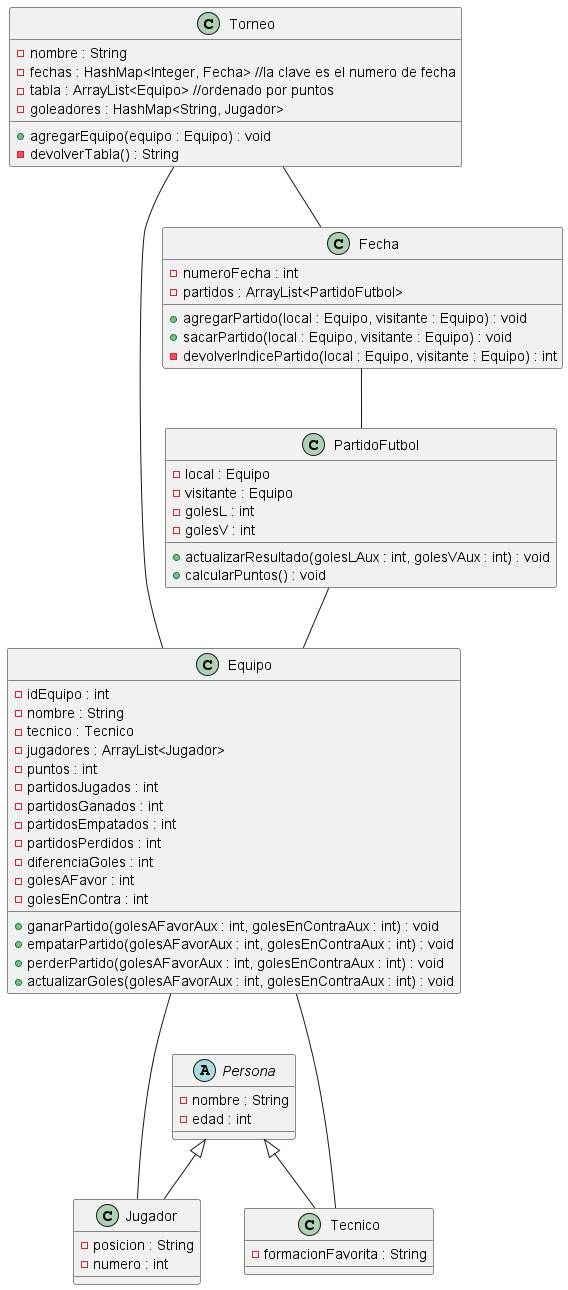 C Torneo
nombre : String
fechas : HashMap<Integer, Fecha> //la clave es el numero de fecha
tabla : ArrayList<Equipo> //ordenado por puntos
goleadores : HashMap<String, Jugador>
agregarEquipo(equipo : Equipo) : void
devolverTabla() : String
C Fecha
numeroFecha : int
partidos : ArrayList<PartidoFutbol>
agregarPartido(local : Equipo, visitante : Equipo) : void
sacarPartido(local : Equipo, visitante : Equipo) : void
devolverIndicePartido(local : Equipo, visitante : Equipo) : int
C PartidoFutbol
local : Equipo
visitante : Equipo
golesL : int
golesV : int
actualizarResultado(golesLAux : int, golesVAux : int) : void
calcularPuntos() : void
C Equipo
idEquipo : int
nombre : String
tecnico : Tecnico
jugadores : ArrayList<Jugador>
puntos : int
partidosJugados : int
partidosGanados : int
partidosEmpatados : int
partidosPerdidos : int
diferenciaGoles : int
golesAFavor : int
golesEnContra : int
ganarPartido(golesAFavorAux : int, golesEnContraAux : int) : void
empatarPartido(golesAFavorAux : int, golesEnContraAux : int) : void
perderPartido(golesAFavorAux : int, golesEnContraAux : int) : void
actualizarGoles(golesAFavorAux : int, golesEnContraAux : int) : void
A Persona
nombre : String
edad : int
C Jugador
posicion : String
numero : int
C Tecnico
formacionFavorita : String